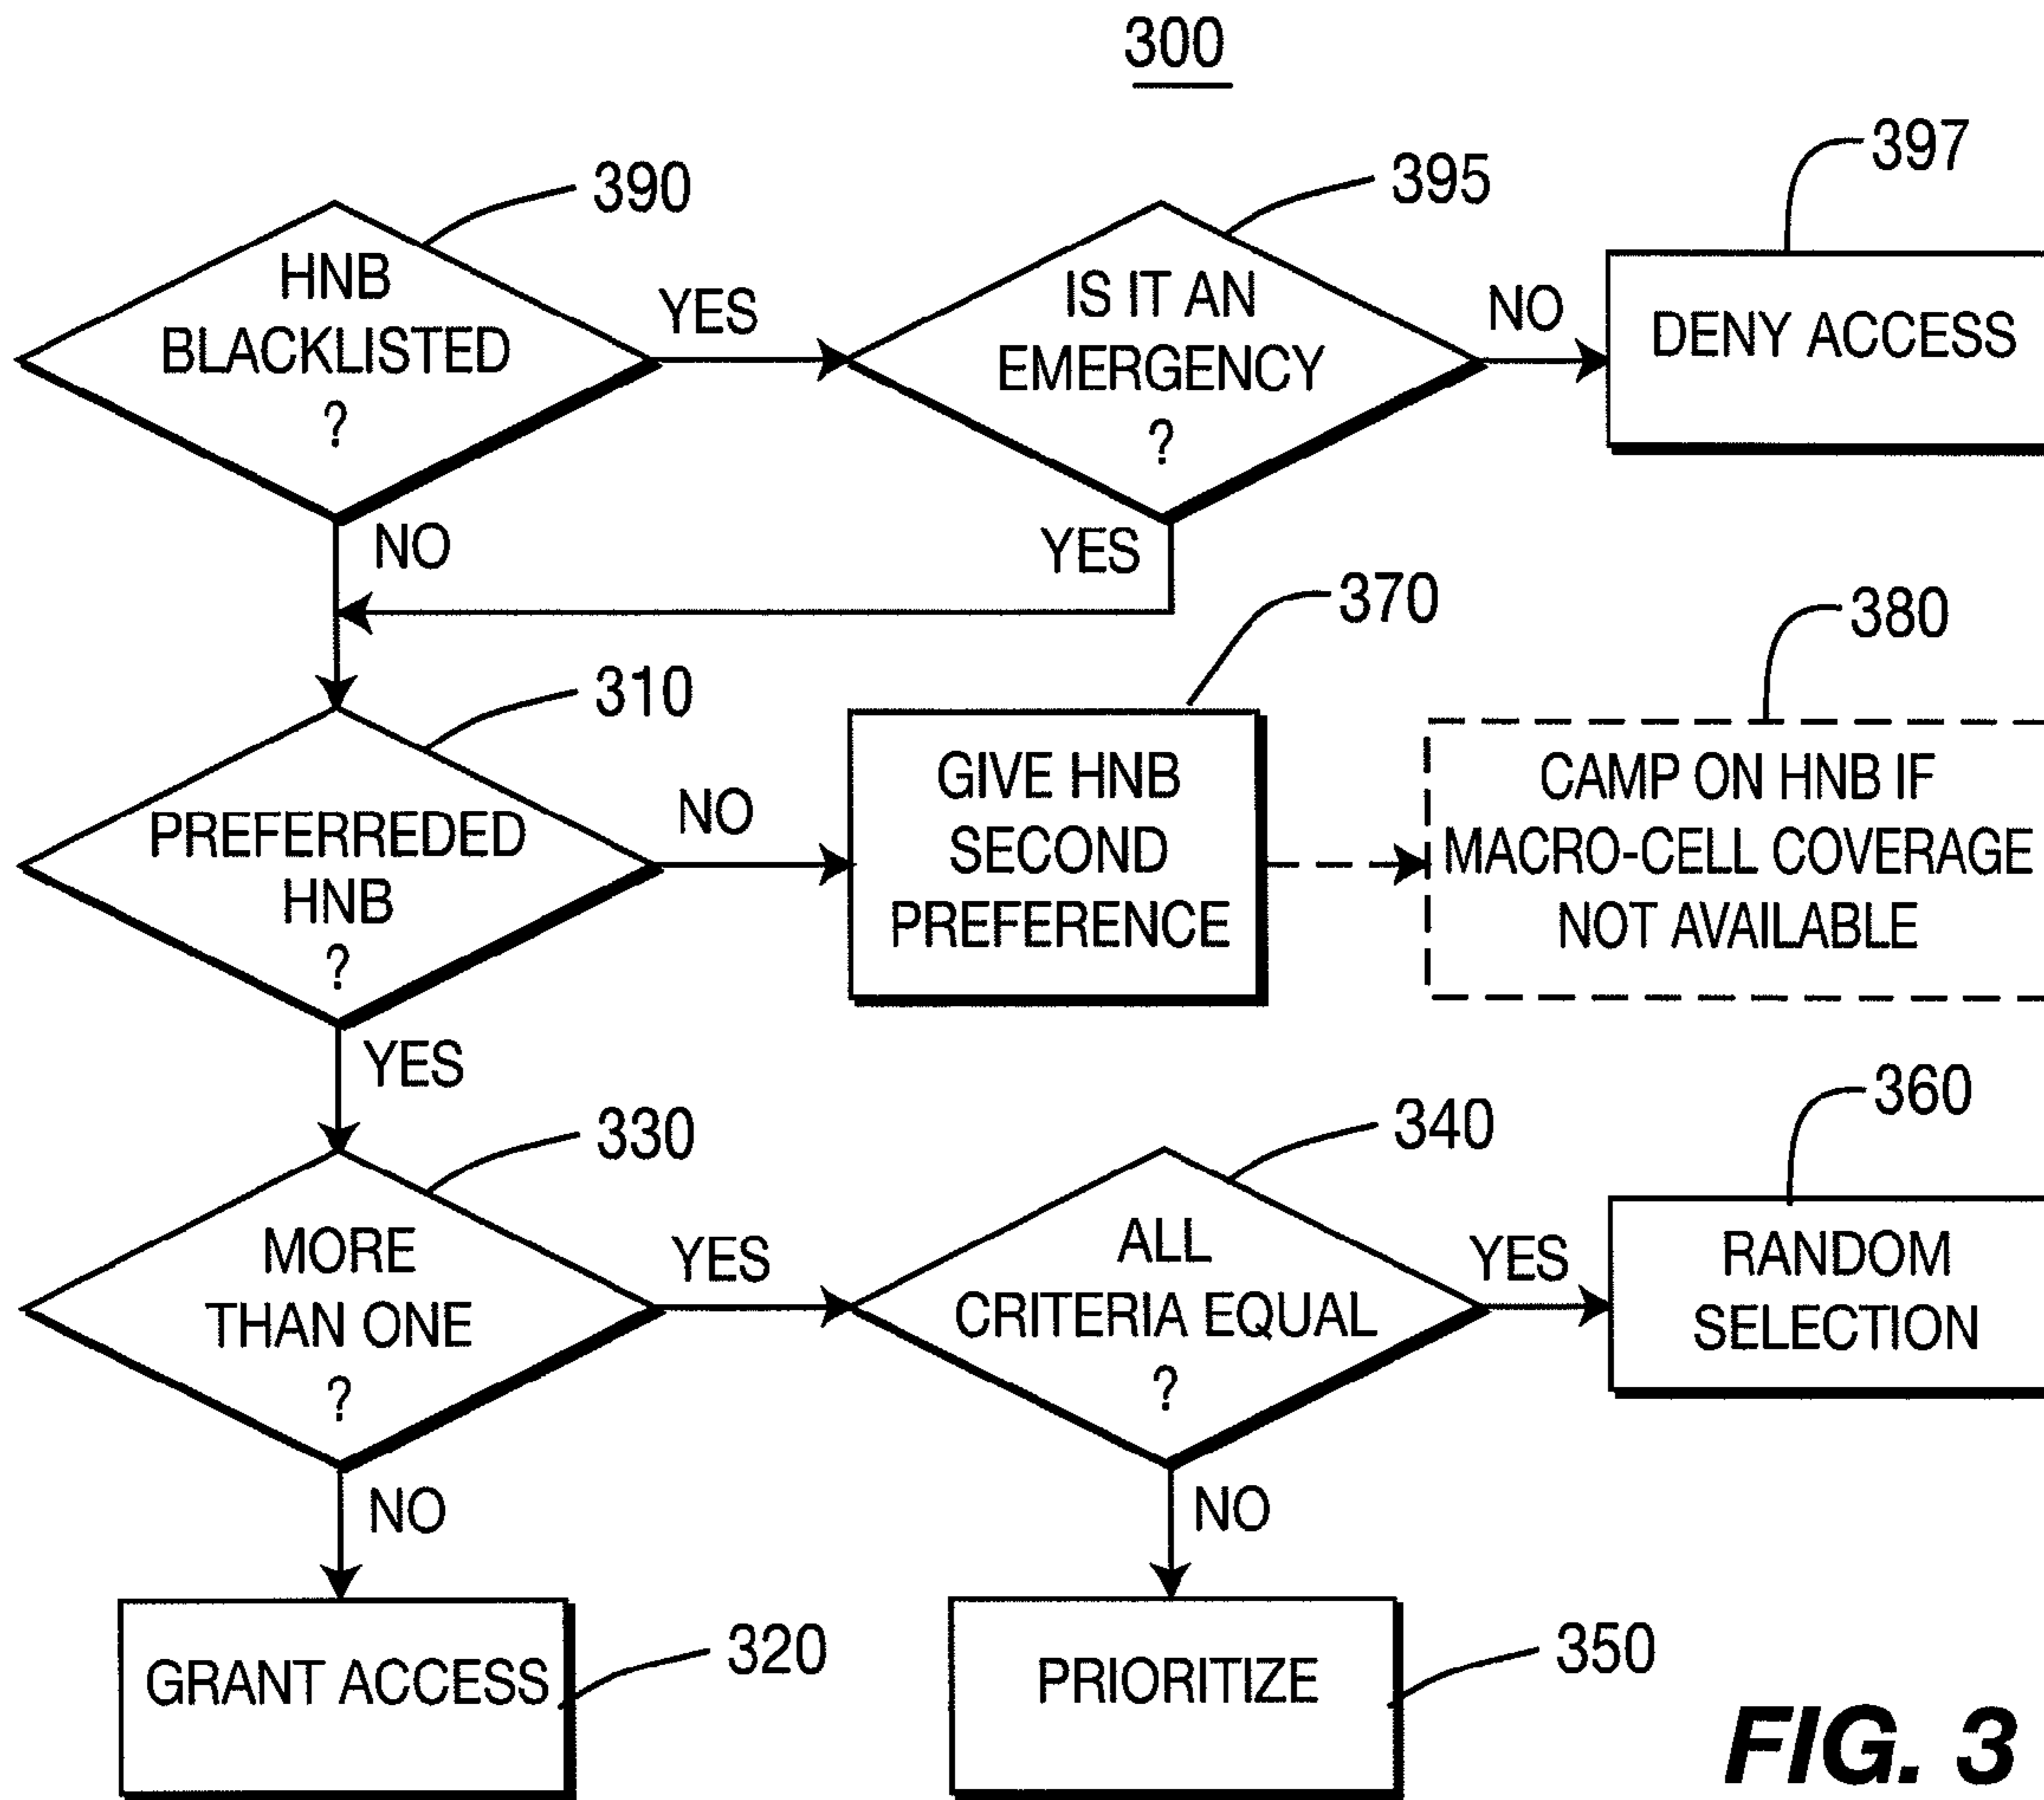 300
390
HNB
BLACKLISTED
?
YES
NO
395
IS IT AN
EMERGENCY
?
NO
YES
397
DENY ACCESS
310
PREFERREDED
HNB
?
NO
YES
370
GIVE HNB
SECOND
PREFERENCE
380
CAMP ON HNB IF
MACRO-CELL COVERAGE
NOT AVAILABLE
330
MORE
THAN ONE
?
YES
NO
340
ALL
CRITERIA EQUAL
?
YES
NO
360
RANDOM
SELECTION
GRANT ACCESS
320
PRIORITIZE
350
FIG. 3